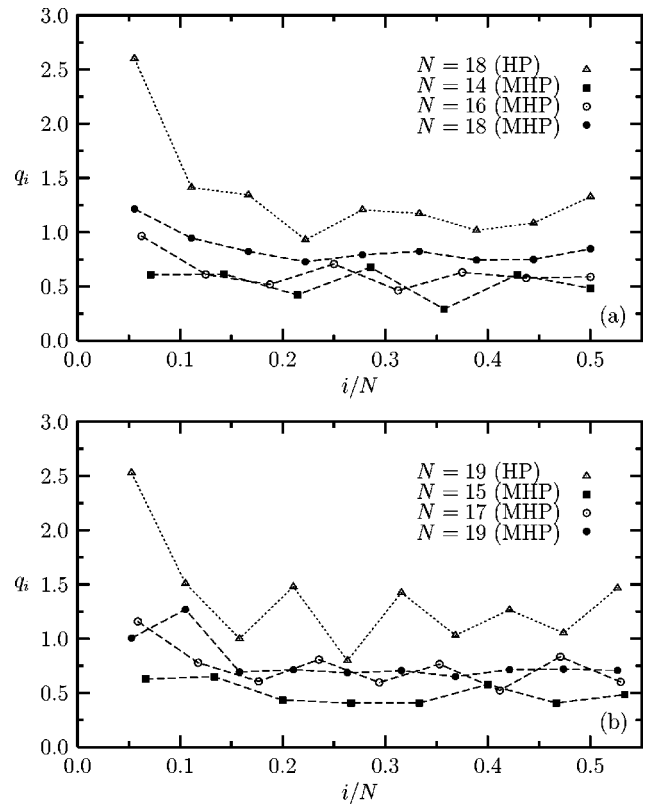 3.0
2.5
2.0
1.5
1.0
0.5
0.0
q_i
N = 18 (HP)
N = 14 (MHP)
N = 16 (MHP)
N = 18 (MHP)
(a)
0.0 0.1 0.2 0.3 0.4 0.5
i/N
3.0
2.5
2.0
1.5
1.0
0.5
0.0
q_i
N = 19 (HP)
N = 15 (MHP)
N = 17 (MHP)
N = 19 (MHP)
(b)
0.0 0.1 0.2 0.3 0.4 0.5
i/N